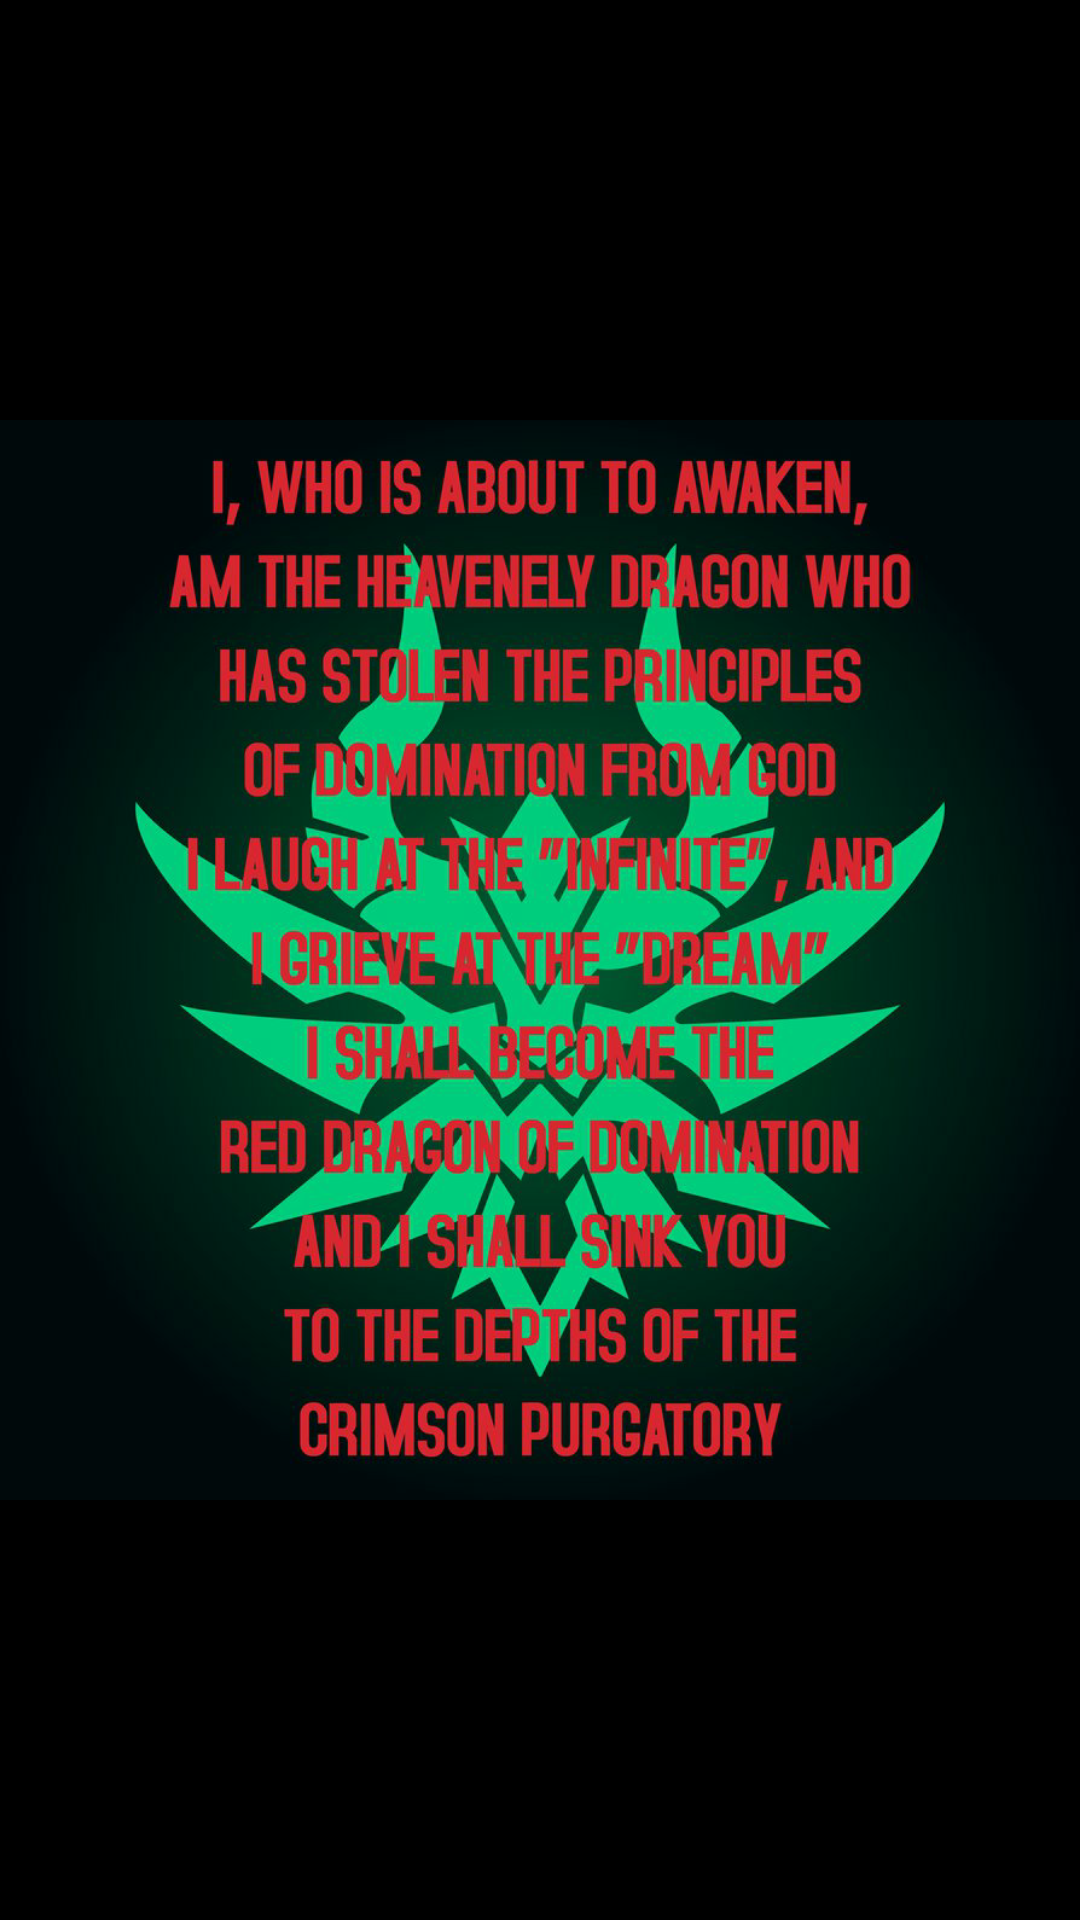 I, WHO IS ABOUT TO AWAKEN,
AM THE HEAVENELY DRAGON WHO
HAS STOLEN THE PRINCIPLES
OF DOMINATION FROM GOD
I LAUGH AT THE "INFINITE", AND
I GRIEVE AT THE "DREAM"
I SHALL BECOME THE
RED DRAGON OF DOMINATION
AND I SHALL SINK YOU
TO THE DEPTHS OF THE
CRIMSON PURGATORY